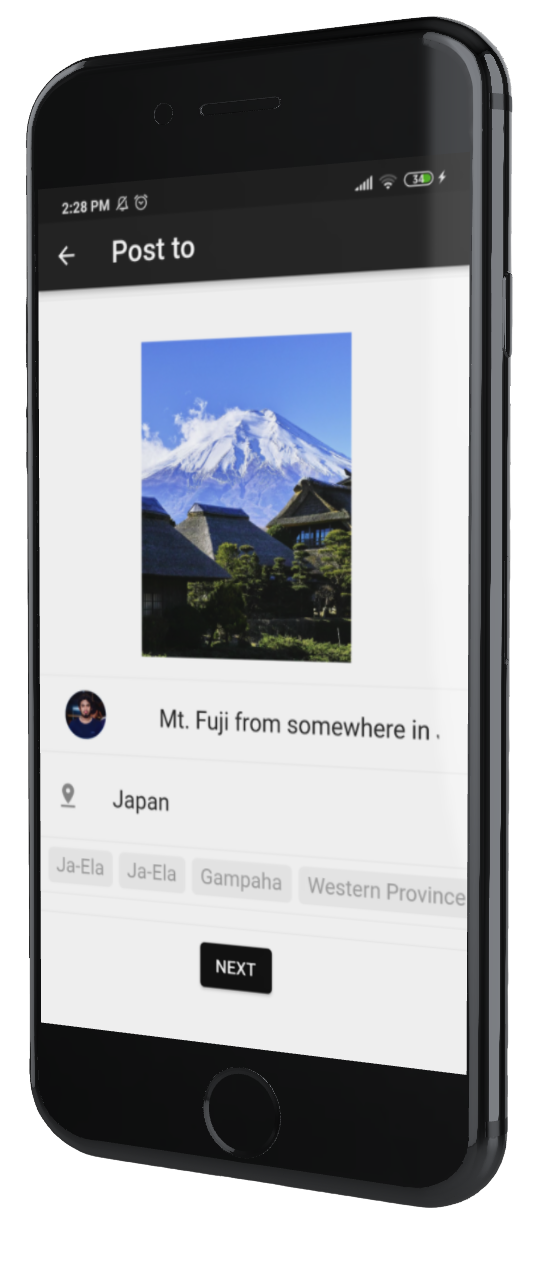 2:28 PM 34
Post to
Mt. Fuji from somewhere in
Japan
Ja-Ela Ja-Ela Gampaha Western Province
NEXT